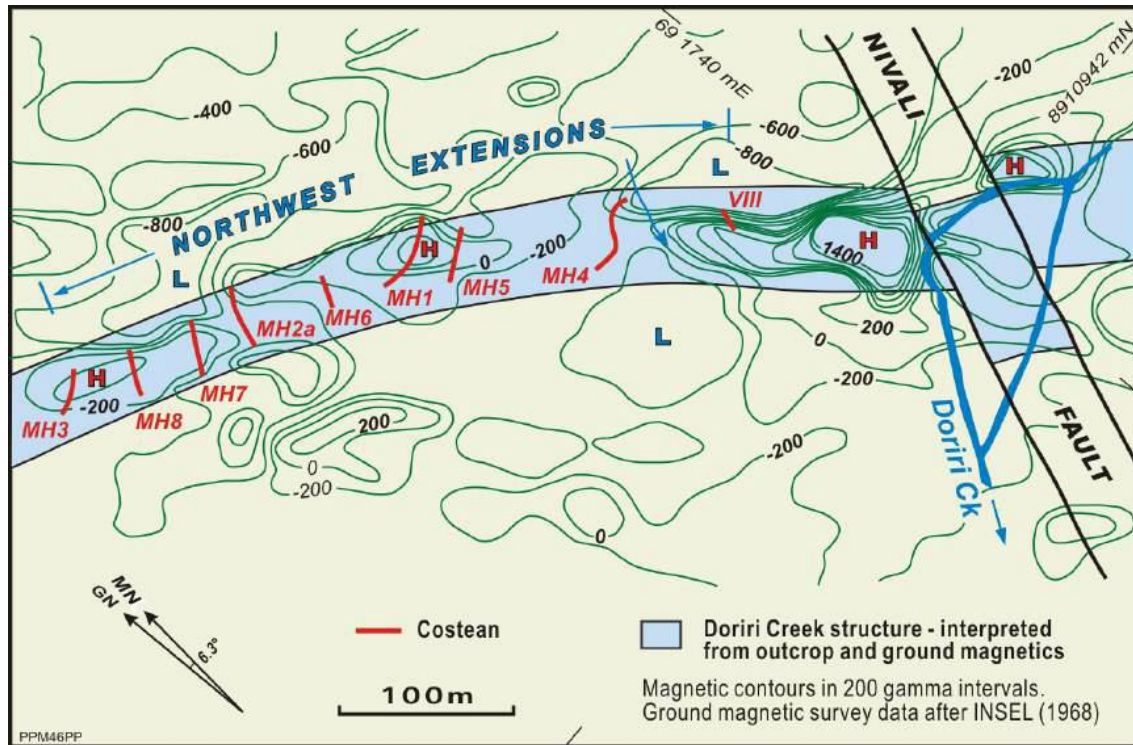 69 1740 mE
8910942 mN
NIVALI
FAULT
-200
-400
-600
-600
-800
-800
NORTHWEST EXTENSIONS
L
L
L
H
H
H
H
VIII
1400
-200
0
MH4
MH1
MH5
MH6
MH2a
MH7
MH8
MH3
-200
200
0
-200
200
0
-200
-200
0
Doriri Ck
MN
GN
6.3°
Costean
100m
Doriri Creek structure - interpreted
from outcrop and ground magnetics
Magnetic contours in 200 gamma intervals.
Ground magnetic survey data after INSEL (1968)
PPM46PP